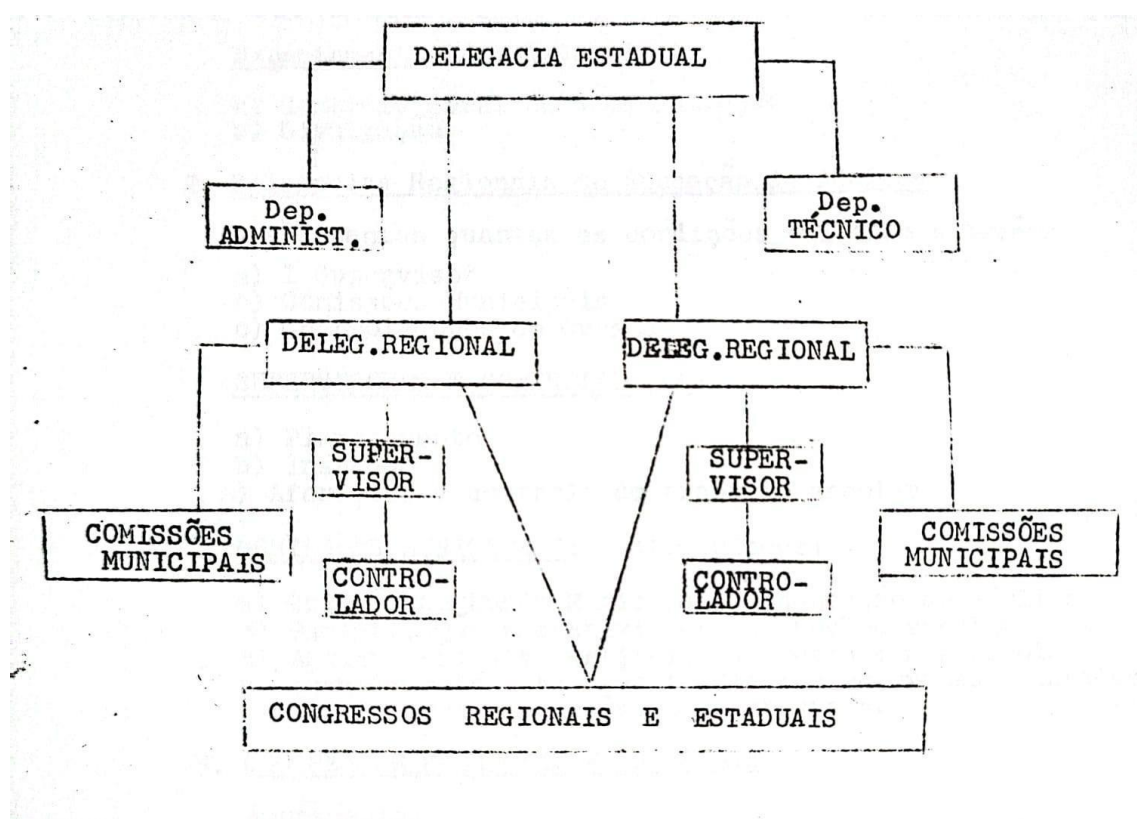 DELEGACIA ESTADUAL
Dep.
ADMINIST.
Dep.
TÉCNICO
DELEG.REGIONAL
DELEG.REGIONAL
SUPER-
VISOR
SUPER-
VISOR
COMISSÕES
MUNICIPAIS
COMISSÕES
MUNICIPAIS
CONTRO-
LADOR
CONTRO-
LADOR
CONGRESSOS REGIONAIS E ESTADUAIS